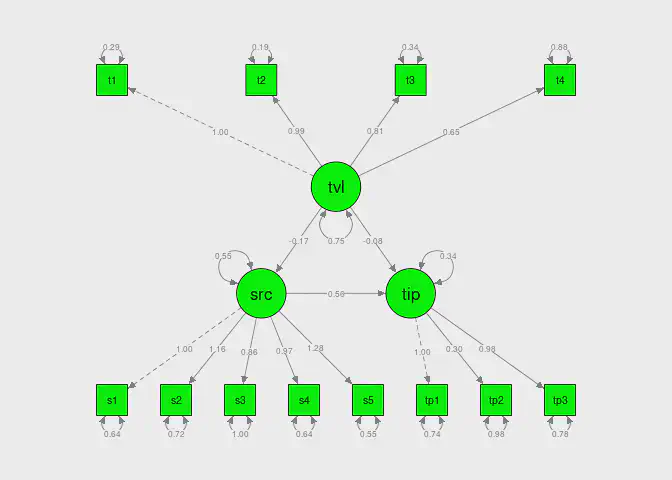 0.29 0.19 0.34 0.88
t1 t2 t3 t4
1.00 0.99 0.81 0.65
tvl
-0.17 0.75 -0.08
0.55 0.34
src tip
1.00 1.16 0.86 0.97 1.28 1.00 0.30 0.98
s1 s2 s3 s4 s5 tp1 tp2 tp3
0.64 0.72 1.00 0.64 0.55 0.74 0.98 0.78